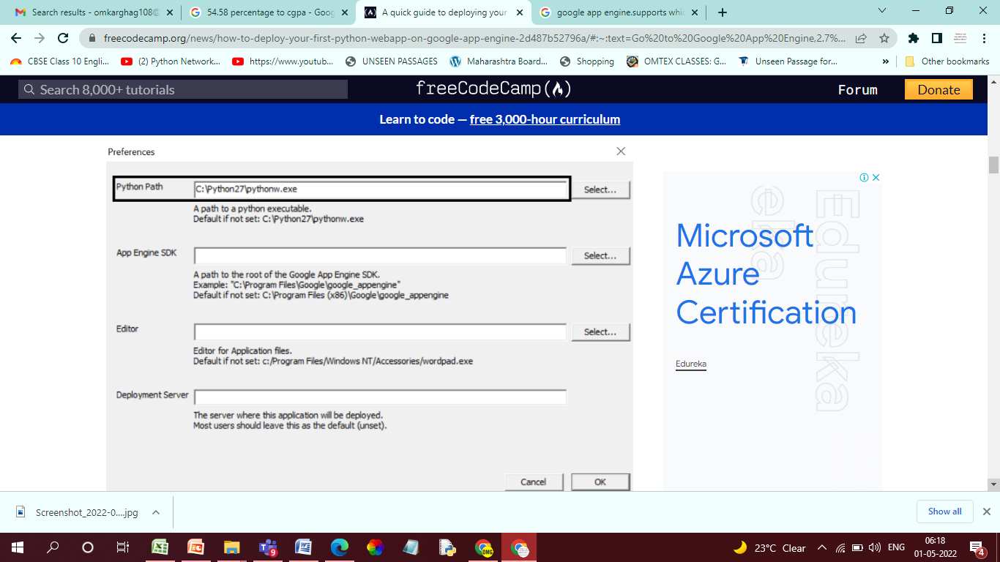 Search results - omkarghag108@
54.58 percentage to cgpa - Goog
A quick guide to deploying your
google app engine.supports whic
freecodecamp.org/news/how-to-deploy-your-first-python-webapp-on-google-app-engine-2d487b52796a/#:~:text=Go%20to%20Google%20App%20Engine,2.7%...
CBSE Class 10 Engli...
(2) Python Network...
https://www.youtub...
UNSEEN PASSAGES
Maharashtra Board...
Shopping
OMTEX CLASSES: G...
Unseen Passage for...
»
Other bookmarks
Search 8,000+ tutorials
freeCodeCamp
Forum
Donate
Learn to code — free 3,000-hour curriculum
Preferences
Python Path
C:\Python27\pythonw.exe
Select...
A path to a python executable.
Default if not set: C:\Python27\pythonw.exe
App Engine SDK
Select...
A path to the root of the Google App Engine SDK.
Example: "C:\Program Files\Google\google_appengine"
Default if not set: C:\Program Files (x86)\Google\google_appengine
Editor
Select...
Editor for Application files.
Default if not set: c:/Program Files/Windows NT/Accessories/wordpad.exe
Deployment Server
The server where this application will be deployed.
Most users should leave this as the default (unset).
Cancel
OK
Microsoft
Azure
Certification
Edureka
Edureka
eka
Screenshot_2022-0....jpg
Show all
9
OMG
23°C Clear
ENG
06:18
01-05-2022
4